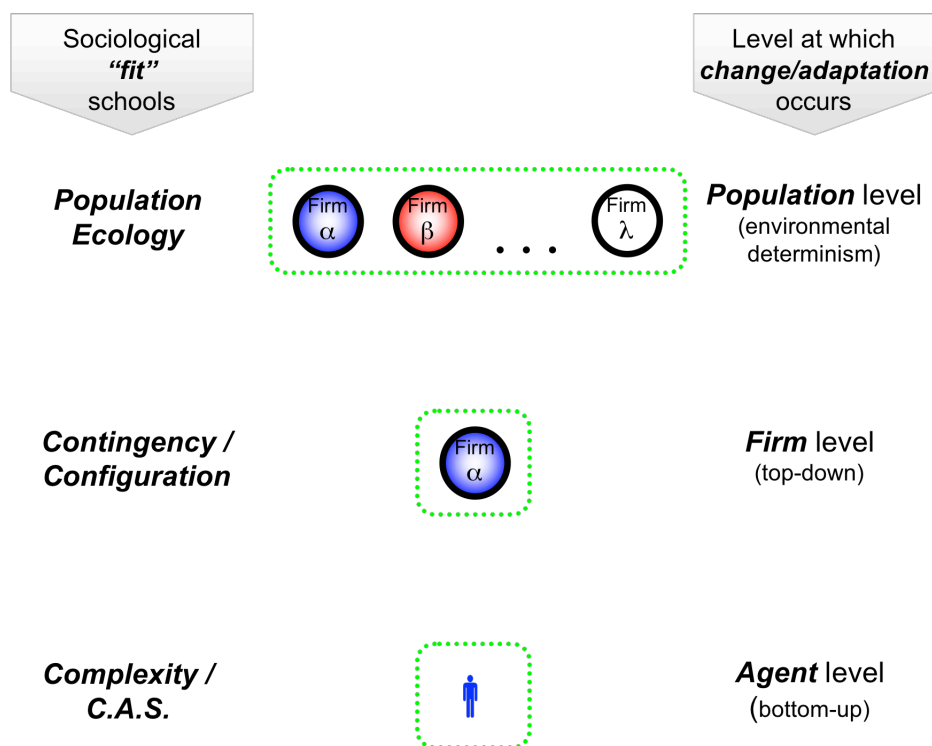 Sociological
“fit”
schools
Level at which
change/adaptation
occurs
Population
Ecology
Firm
α
Firm
β
. . .
Firm
λ
Population level
(environmental
determinism)
Contingency /
Configuration
Firm
α
Firm level
(top-down)
Complexity /
C.A.S.
Agent level
(bottom-up)